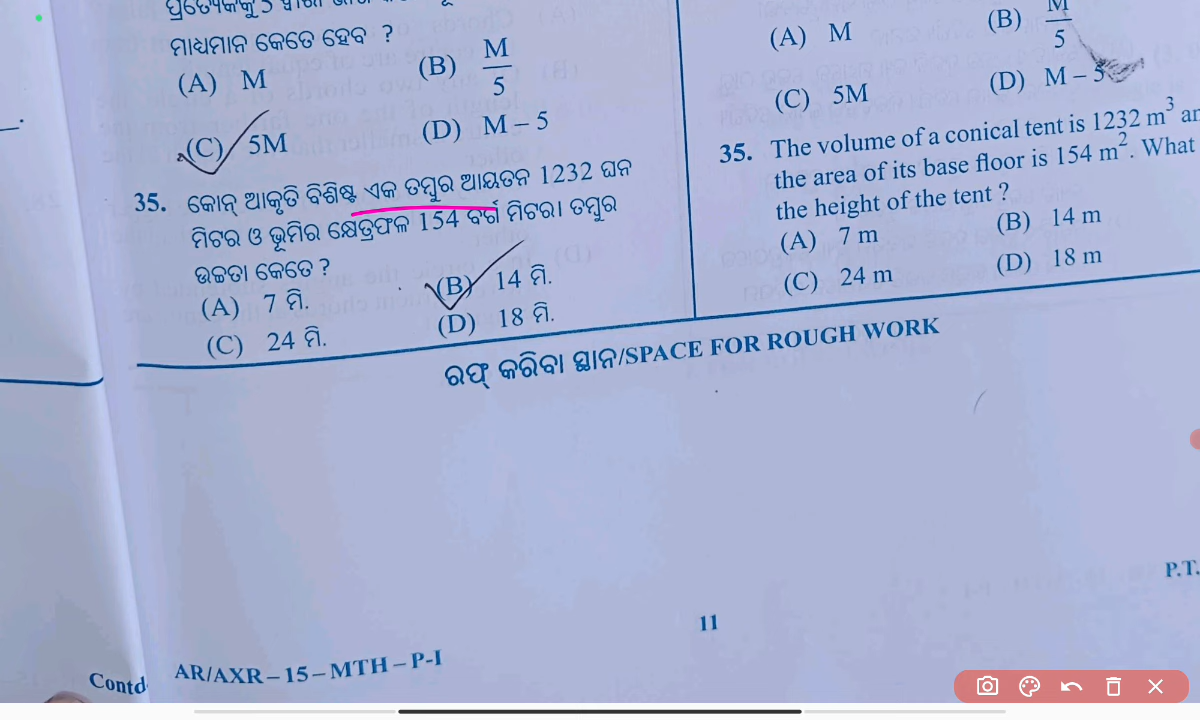 ମାଧ୍ୟମାନ କେତେ ହେବ ?
(A) M
(B) M/5
(C) 5M
(D) M – 5
35. କୋନ୍ ଆକୃତି ବିଶିଷ୍ଟ ଏକ ତମ୍ବୁର ଆୟତନ 1232 ଘନ
ମିଟର ଓ ଭୂମିର କ୍ଷେତ୍ରଫଳ 154 ବର୍ଗ ମିଟର। ତମ୍ବୁର
ଉଚ୍ଚତା କେତେ ?
(A) 7 ମି.
(B) 14 ମି.
(C) 24 ମି.
(D) 18 ମି.
(A) M
(B) M/5
(C) 5M
(D) M – 5
35. The volume of a conical tent is 1232 m³
the area of its base floor is 154 m². What
the height of the tent ?
(A) 7 m
(B) 14 m
(C) 24 m
(D) 18 m
ରଫ୍ କରିବା ସ୍ଥାନ/SPACE FOR ROUGH WORK
P.T.
11
AR/AXR – 15 – MTH – P-I
Contd